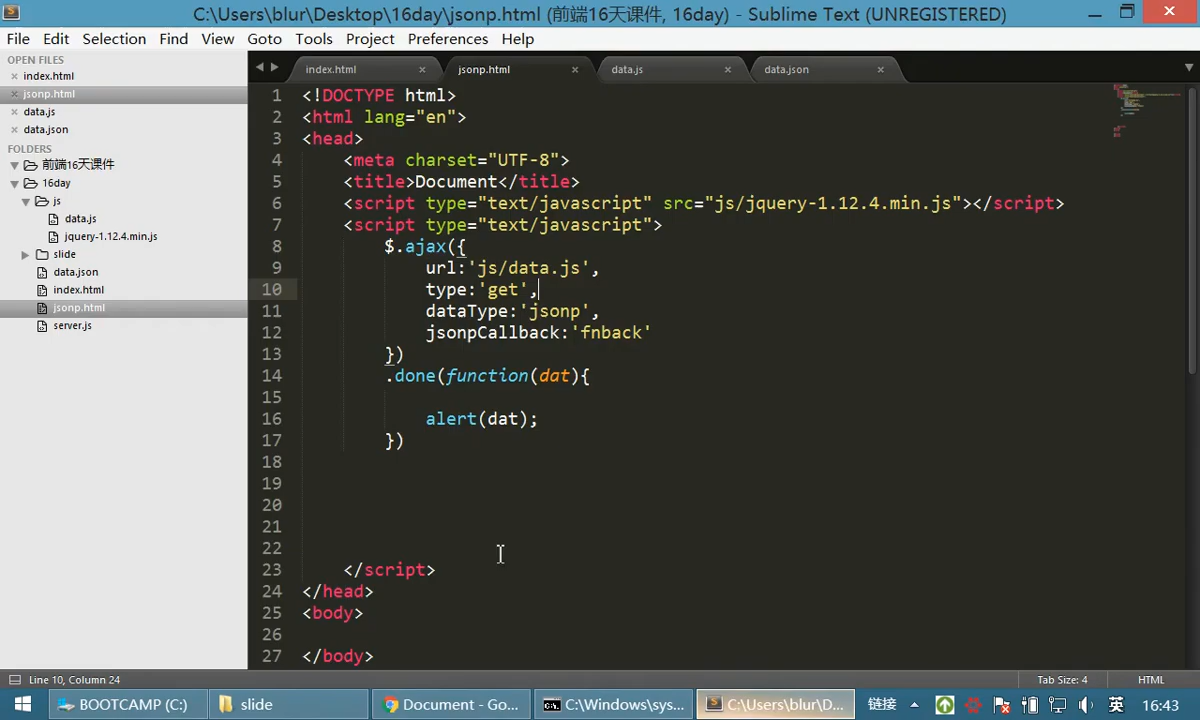 C:\Users\blur\Desktop\16day\jsonp.html (前端16天课件, 16day) - Sublime Text (UNREGISTERED)
File Edit Selection Find View Goto Tools Project Preferences Help
OPEN FILES
index.html
jsonp.html
data.js
data.json
FOLDERS
前端16天课件
16day
js
data.js
jquery-1.12.4.min.js
slide
data.json
index.html
jsonp.html
server.js
index.html jsonp.html data.js data.json
1 <!DOCTYPE html>
2 <html lang="en">
3 <head>
4 <meta charset="UTF-8">
5 <title>Document</title>
6 <script type="text/javascript" src="js/jquery-1.12.4.min.js"></script>
7 <script type="text/javascript">
8 $.ajax({
9 url:'js/data.js',
10 type:'get',
11 dataType:'jsonp',
12 jsonpCallback:'fnback'
13 })
14 .done(function(dat){
15
16 alert(dat);
17 })
18
19
20
21
22
23 </script>
24 </head>
25 <body>
26
27 </body>
Line 10, Column 24 Tab Size: 4 HTML
BOOTCAMP (C:) slide Document - Go... C:\Windows\sys... C:\Users\blur\D... 链接 英 16:43